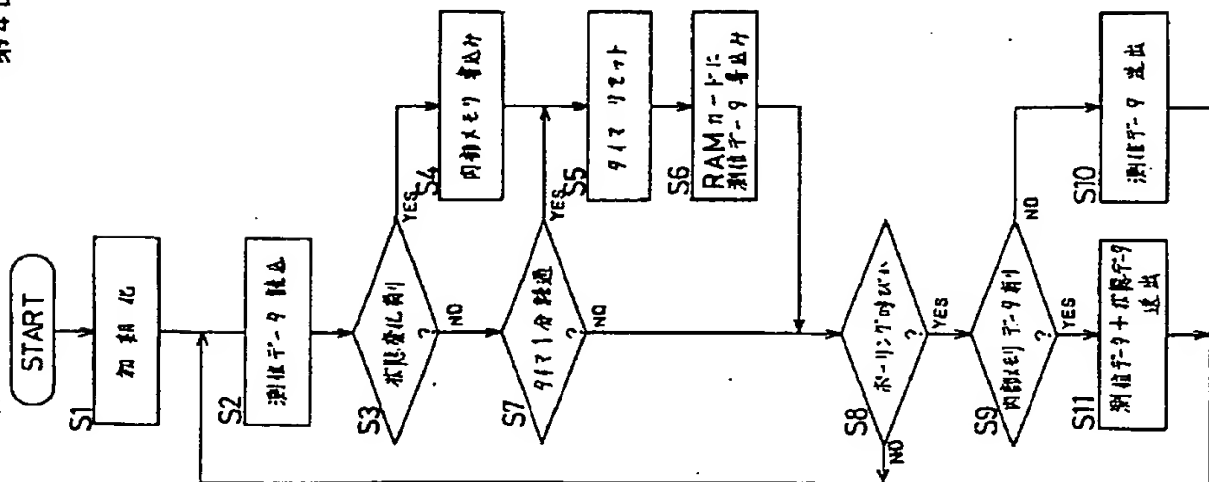 第4図
START
S1
初期化
S2
測値データ読込
S3
状態変化有り
?
YES
NO
S4
内部メモリ書込み
S7
タイマ1分経過
?
YES
NO
S5
タイマリセット
S6
RAMカードに
測値データ書込み
S8
ポーリング呼びか
?
NO
YES
S9
内部メモリデータ有り
?
NO
YES
S10
測値データ送出
S11
測値データ+状態データ
送出